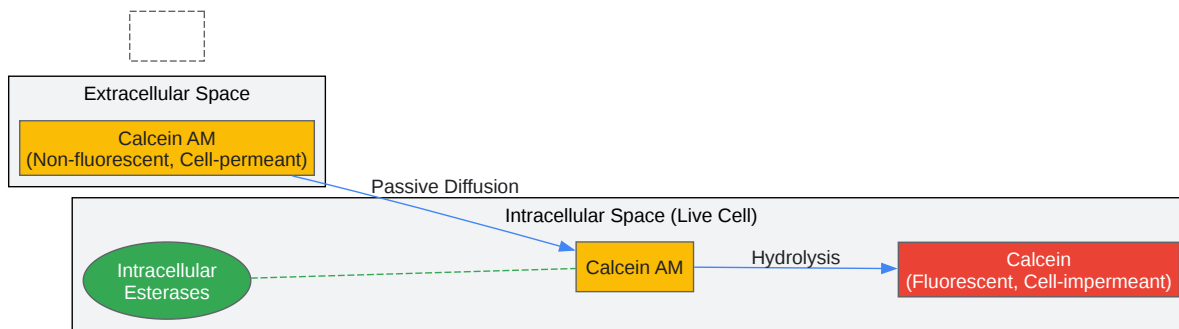 Extracellular Space
Calcein AM
(Non-fluorescent, Cell-permeant)
Passive Diffusion
Intracellular Space (Live Cell)
Intracellular
Esterases
Calcein AM
Hydrolysis
Calcein
(Fluorescent, Cell-impermeant)